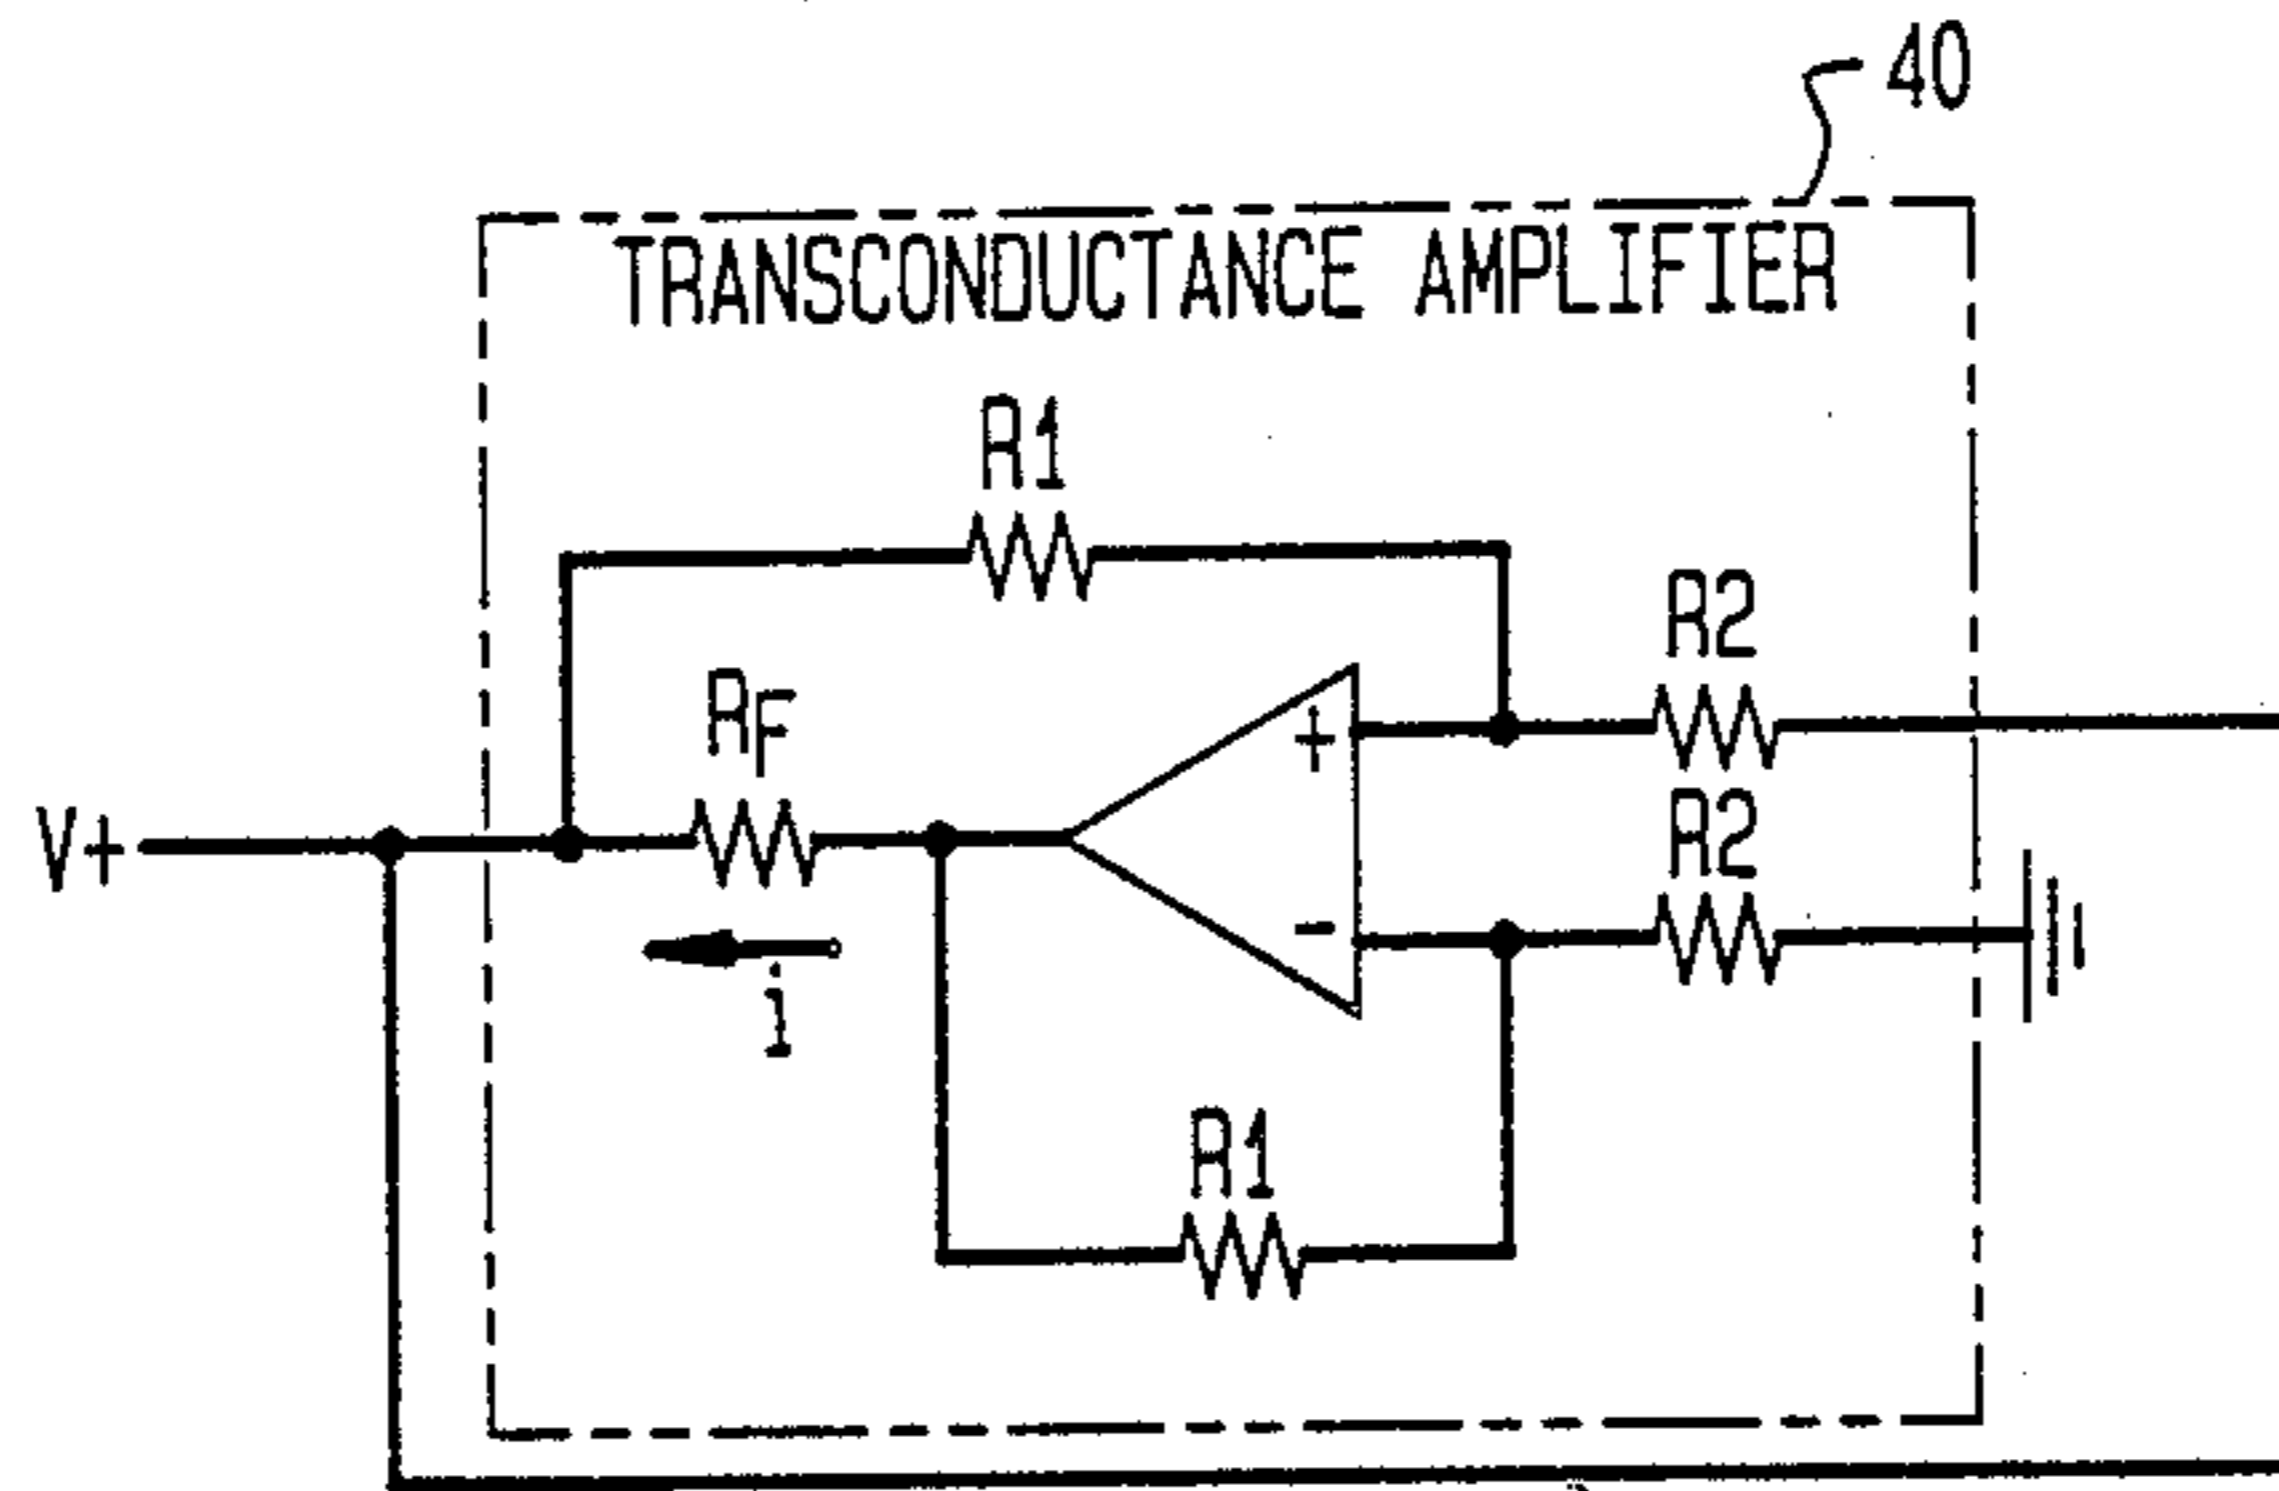 40
TRANSCONDUCTANCE AMPLIFIER
R1
R2
RF
+
V+
R2
-
i
R1